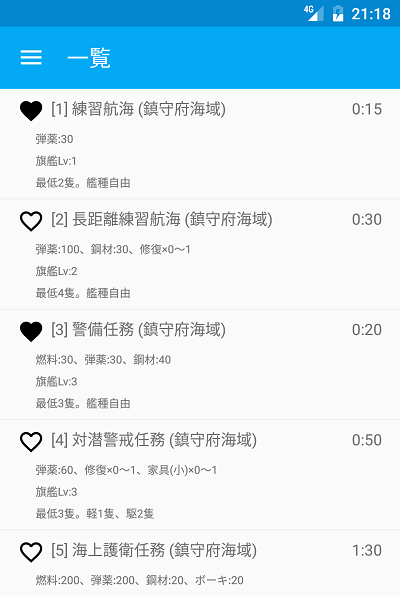 4G 21:18
一覧
[1] 練習航海 (鎮守府海域) 0:15
弾薬:30
旗艦Lv:1
最低2隻。艦種自由
[2] 長距離練習航海 (鎮守府海域) 0:30
弾薬:100、鋼材:30、修復×0〜1
旗艦Lv:2
最低4隻。艦種自由
[3] 警備任務 (鎮守府海域) 0:20
燃料:30、弾薬:30、鋼材:40
旗艦Lv:3
最低3隻。艦種自由
[4] 対潜警戒任務 (鎮守府海域) 0:50
弾薬:60、修復×0〜1、家具(小)×0〜1
旗艦Lv:3
最低3隻。軽1隻、駆2隻
[5] 海上護衛任務 (鎮守府海域) 1:30
燃料:200、弾薬:200、鋼材:20、ボーキ:20